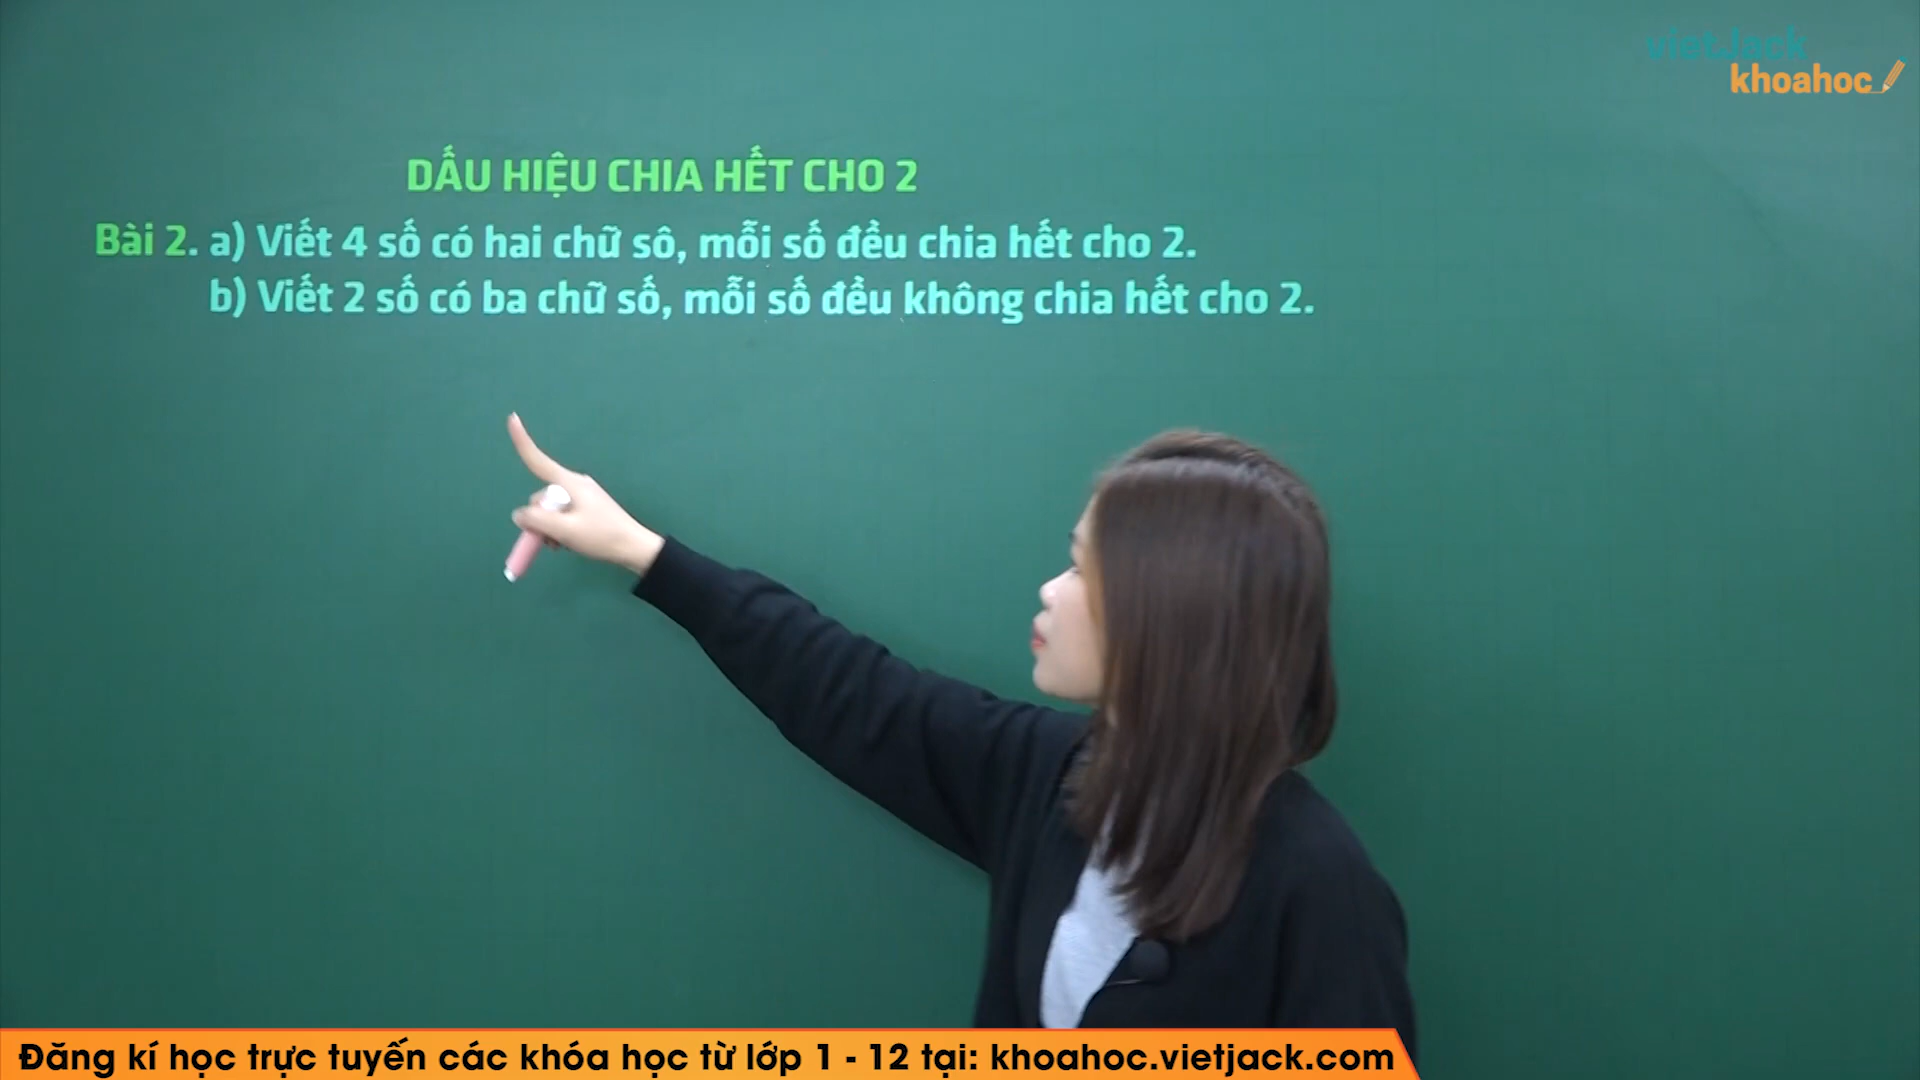 vietJack
khoahoc
DẤU HIỆU CHIA HẾT CHO 2
Bài 2. a) Viết 4 số có hai chữ sô, mỗi số đều chia hết cho 2.
b) Viết 2 số có ba chữ số, mỗi số đều không chia hết cho 2.
Đăng kí học trực tuyến các khóa học từ lớp 1 - 12 tại: khoahoc.vietjack.com